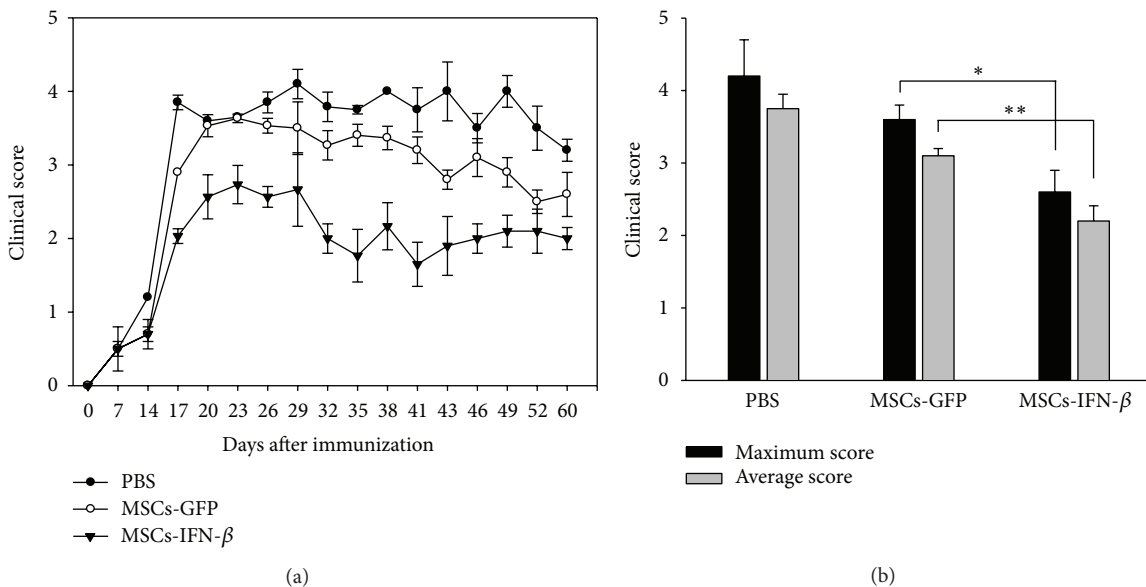 5
4
3
2
1
0
Clinical score
0 7 14 17 20 23 26 29 32 35 38 41 43 46 49 52 60
Days after immunization
PBS
MSCs-GFP
MSCs-IFN-β
(a)
5
4
3
2
1
0
Clinical score
*
**
PBS MSCs-GFP MSCs-IFN-β
Maximum score
Average score
(b)